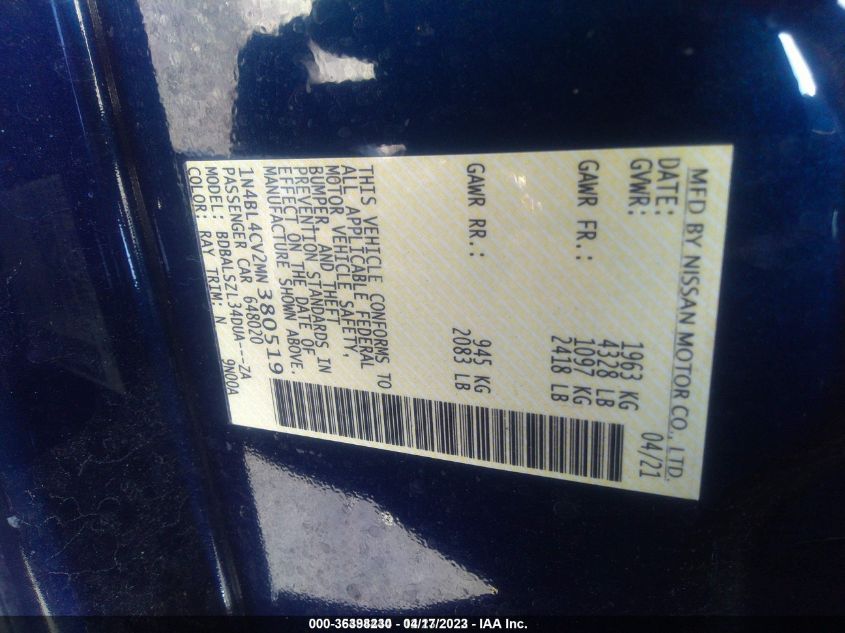 MFD BY NISSAN MOTOR CO., LTD.
DATE: 04/21
GVWR: 1963 KG
4328 LB
GAWR FR.: 1097 KG
2418 LB
GAWR RR.: 945 KG
2083 LB
THIS VEHICLE CONFORMS TO
ALL APPLICABLE FEDERAL
MOTOR VEHICLE SAFETY,
BUMPER, AND THEFT
PREVENTION STANDARDS IN
EFFECT ON THE DATE OF
MANUFACTURE SHOWN ABOVE.
1N4BL4CV2MN380519
PASSENGER CAR 648020
MODEL: BDBALSZL34DUA---ZA
COLOR: RAY TRIM: N 9N00A
000-36398230 - 04/17/2023 - IAA Inc.